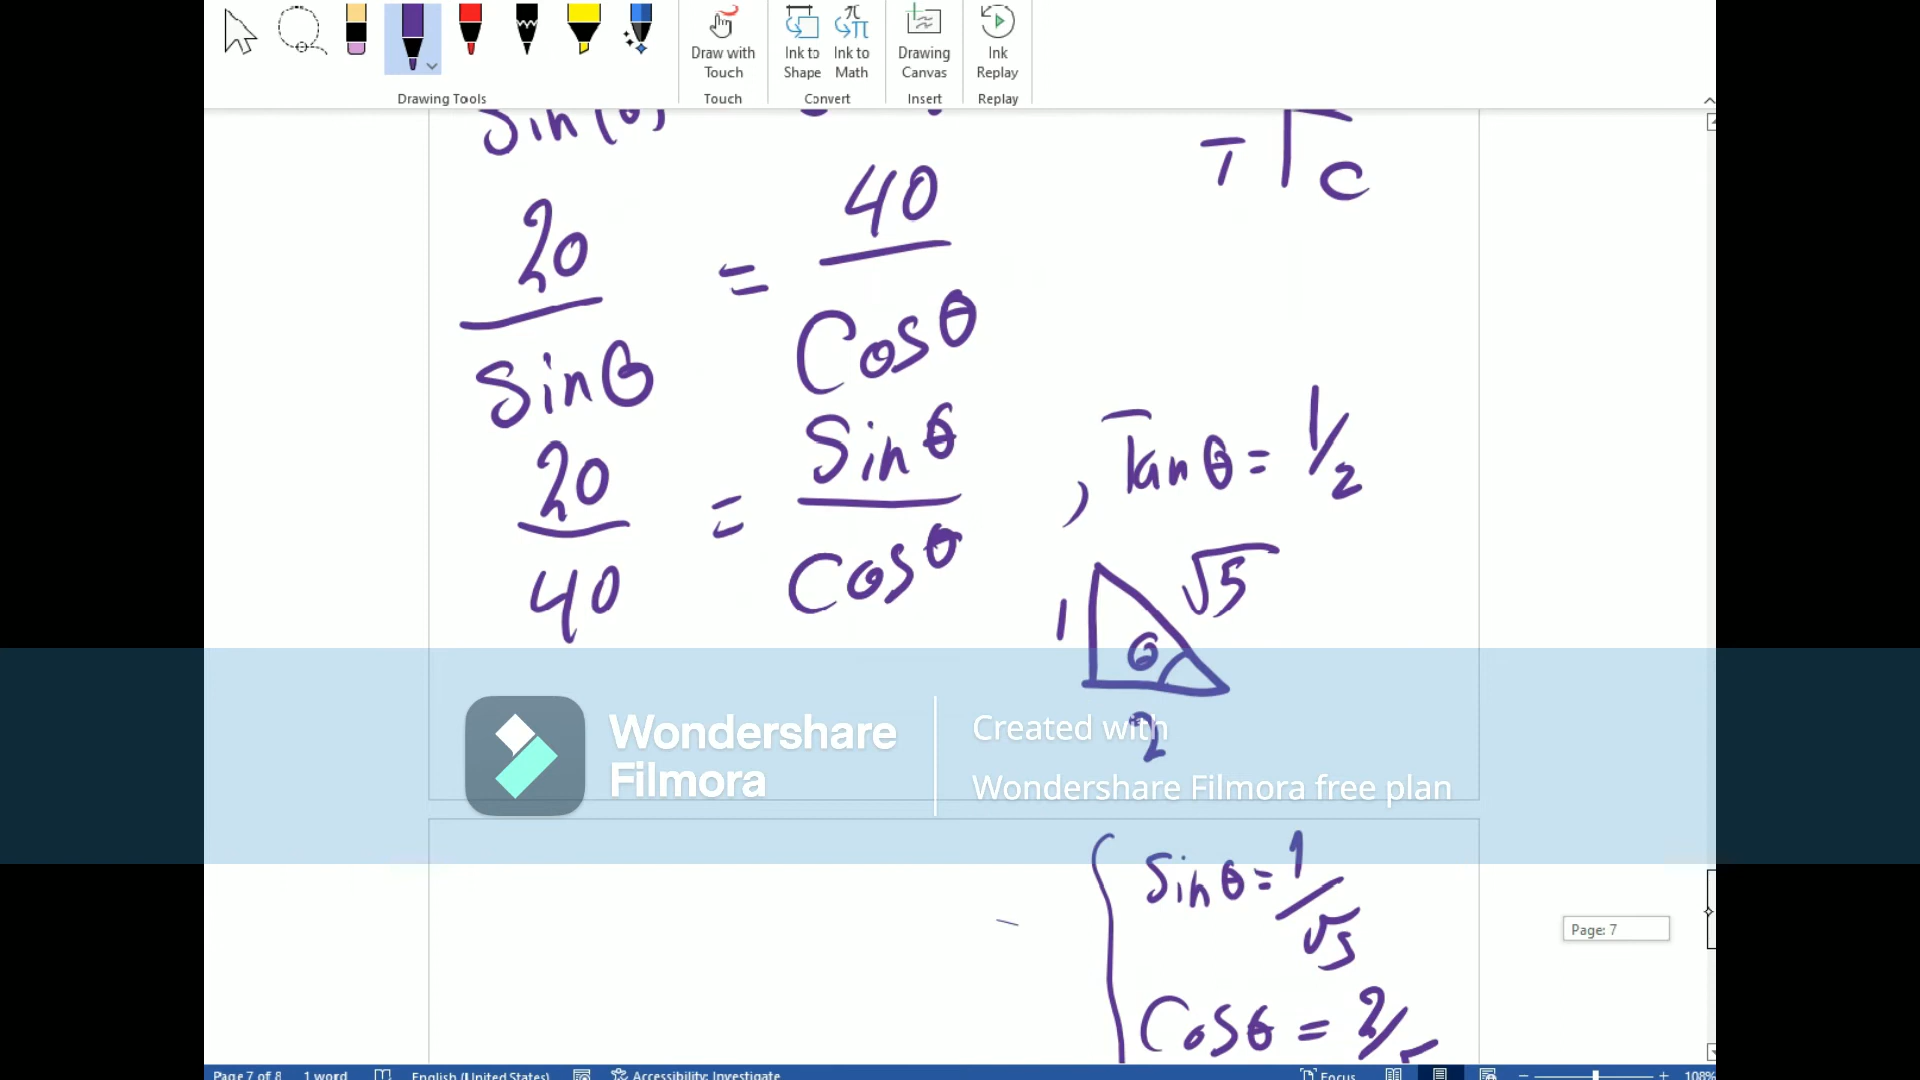 Draw with Touch
Ink to Shape
Ink to Math
Drawing Canvas
Ink Replay
Drawing Tools
Touch
Convert
Insert
Replay
Sin(θ)
T C
20 / Sinθ = 40 / Cosθ
20 / 40 = Sinθ / Cosθ , Tanθ = 1/2
1 √5
θ
2
Wondershare Filmora
Created with
Wondershare Filmora free plan
Sinθ = 1/√5
Page: 7
Cosθ = 2/
Page 7 of 8 1 word English (United States) Accessibility: Investigate Focus 108%